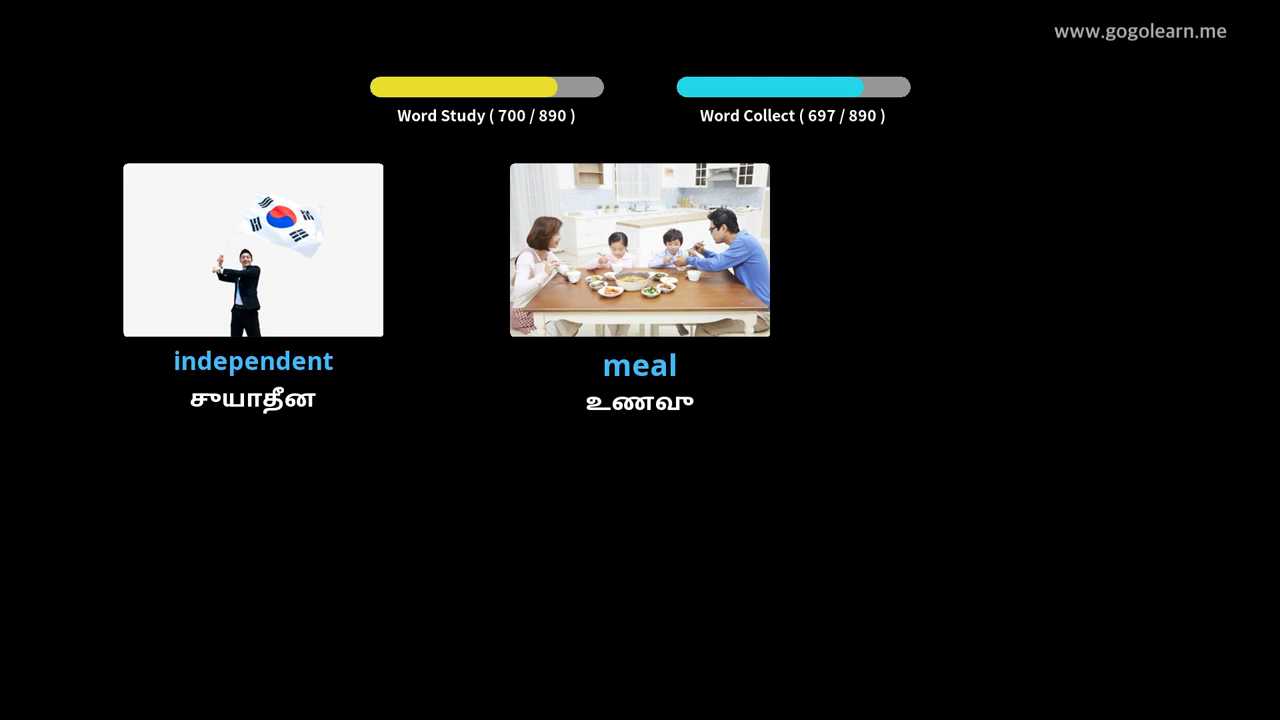 www.gogolearn.me
Word Study ( 700 / 890 )
Word Collect ( 697 / 890 )
independent
சுயாதீன
meal
உணவு